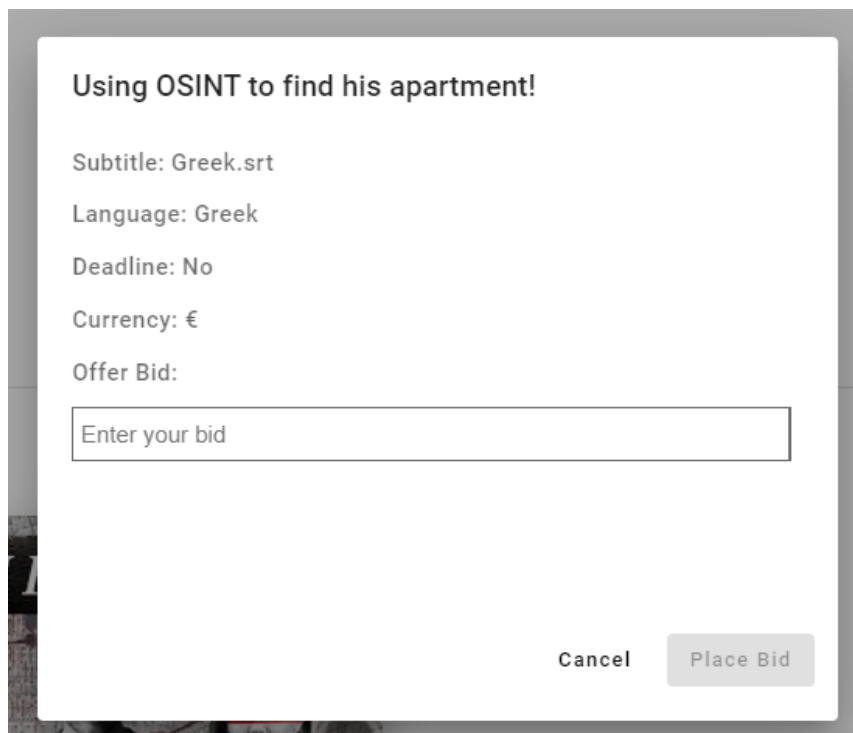 Using OSINT to find his apartment!
Subtitle: Greek.srt
Language: Greek
Deadline: No
Currency: €
Offer Bid:
Enter your bid
Cancel
Place Bid